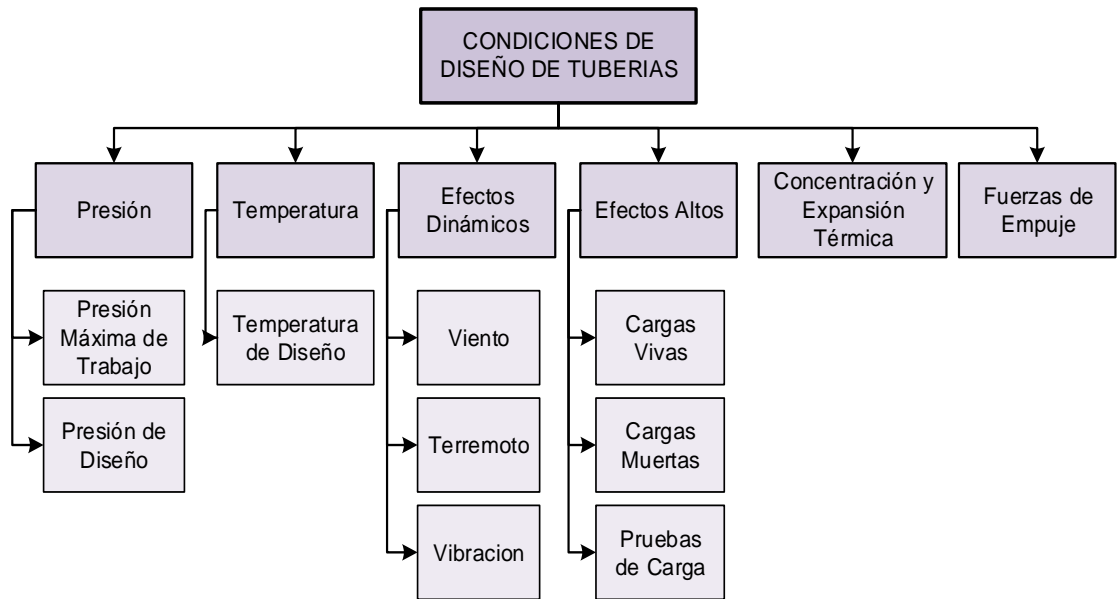 CONDICIONES DE
DISEÑO DE TUBERIAS
Presión
Temperatura
Efectos
Dinámicos
Efectos Altos
Concentración y
Expansión
Térmica
Fuerzas de
Empuje
Presión
Máxima de
Trabajo
Temperatura
de Diseño
Viento
Cargas
Vivas
Presión de
Diseño
Terremoto
Cargas
Muertas
Vibracion
Pruebas
de Carga